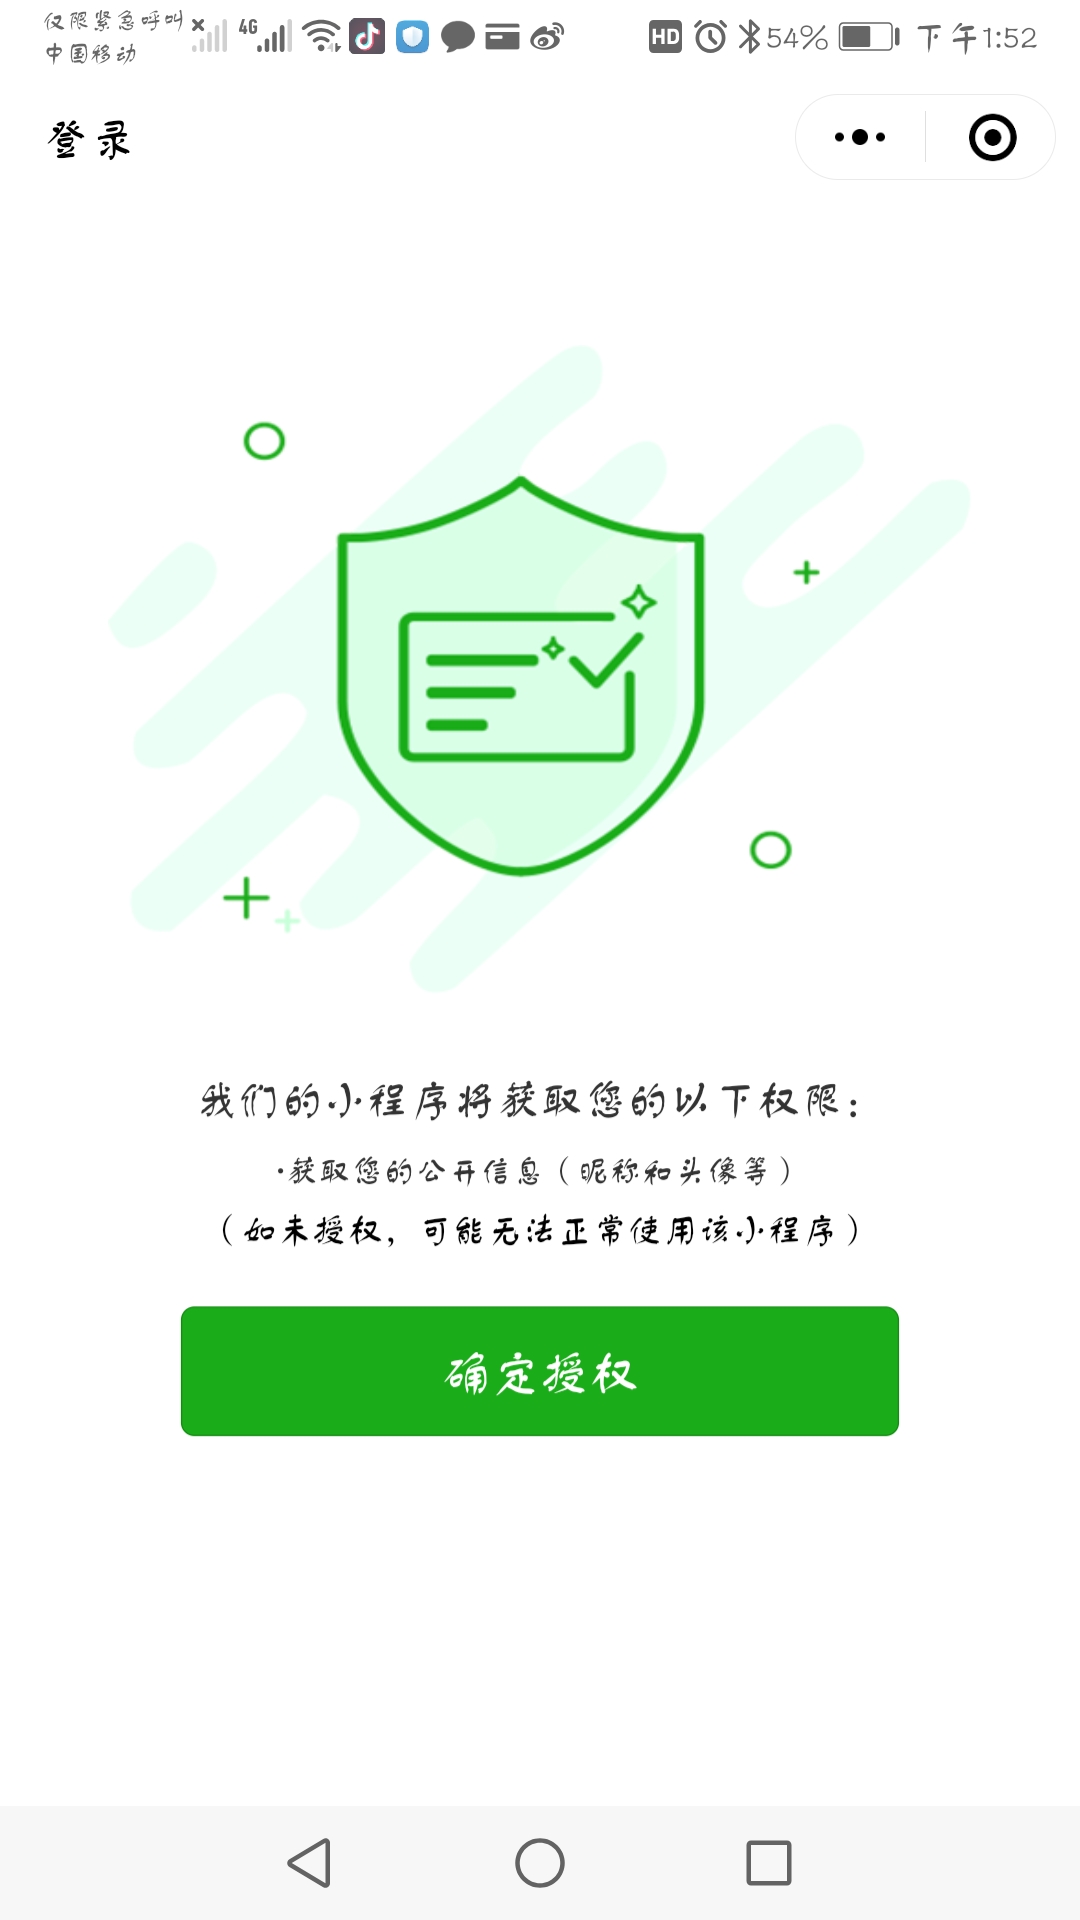 仅限紧急呼叫
4G
HD
54%
下午1:52
中国移动
登录
我们的小程序将获取您的以下权限：
·获取您的公开信息（昵称和头像等）
（如未授权，可能无法正常使用该小程序）
确定授权